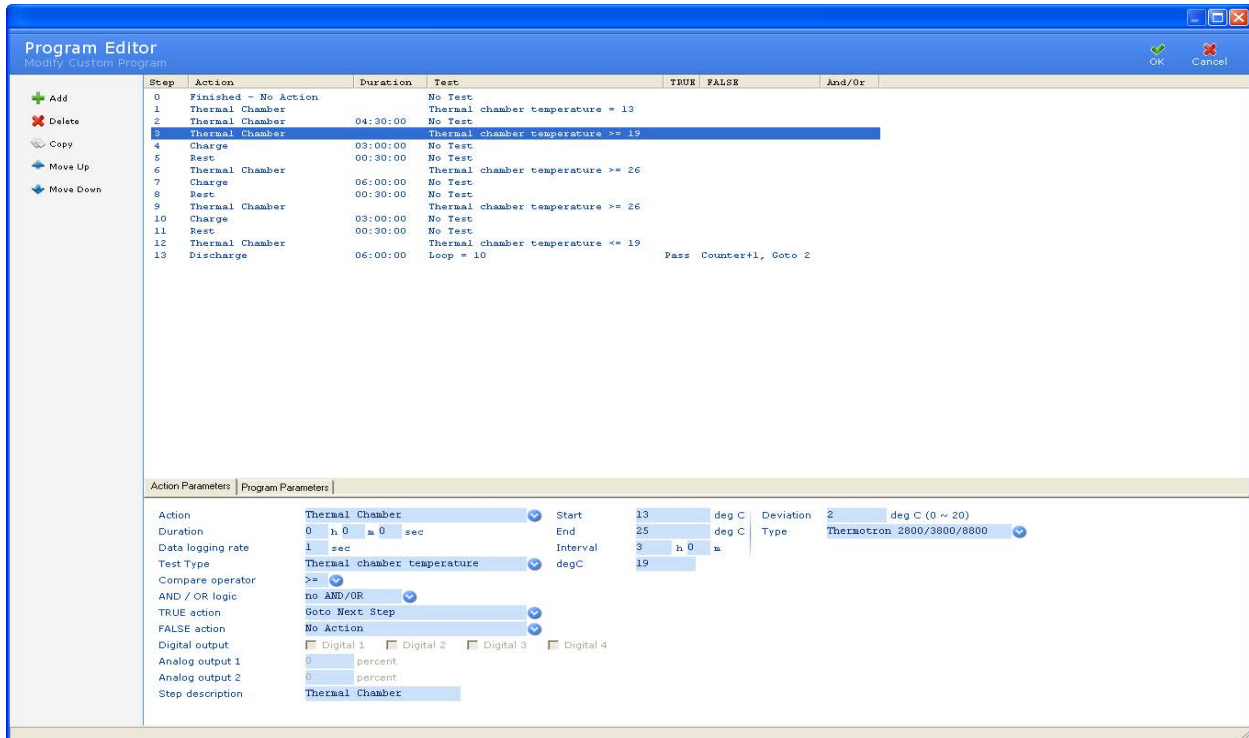 Program Editor
Modify Custom Program
OK Cancel
Add
Delete
Copy
Move Up
Move Down
Step Action Duration Test TRUE FALSE And/Or
0 Finished - No Action No Test
1 Thermal Chamber Thermal chamber temperature = 13
2 Thermal Chamber 04:30:00 No Test
3 Thermal Chamber Thermal chamber temperature >= 19
4 Charge 03:00:00 No Test
5 Rest 00:30:00 No Test
6 Thermal Chamber Thermal chamber temperature >= 26
7 Charge 06:00:00 No Test
8 Rest 00:30:00 No Test
9 Thermal Chamber Thermal chamber temperature >= 26
10 Charge 03:00:00 No Test
11 Rest 00:30:00 No Test
12 Thermal Chamber Thermal chamber temperature <= 19
13 Discharge 06:00:00 Loop = 10 Pass Counter+1, Goto 2
Action Parameters Program Parameters
Action Thermal Chamber Start 13 deg C Deviation 2 deg C (0 ~ 20)
Duration 0 h 0 m 0 sec End 25 deg C Type Thermotron 2800/3800/8800
Data logging rate 1 sec Interval 3 h 0 m
Test Type Thermal chamber temperature degC 19
Compare operator >=
AND / OR logic no AND/OR
TRUE action Goto Next Step
FALSE action No Action
Digital output Digital 1 Digital 2 Digital 3 Digital 4
Analog output 1 0 percent
Analog output 2 0 percent
Step description Thermal Chamber